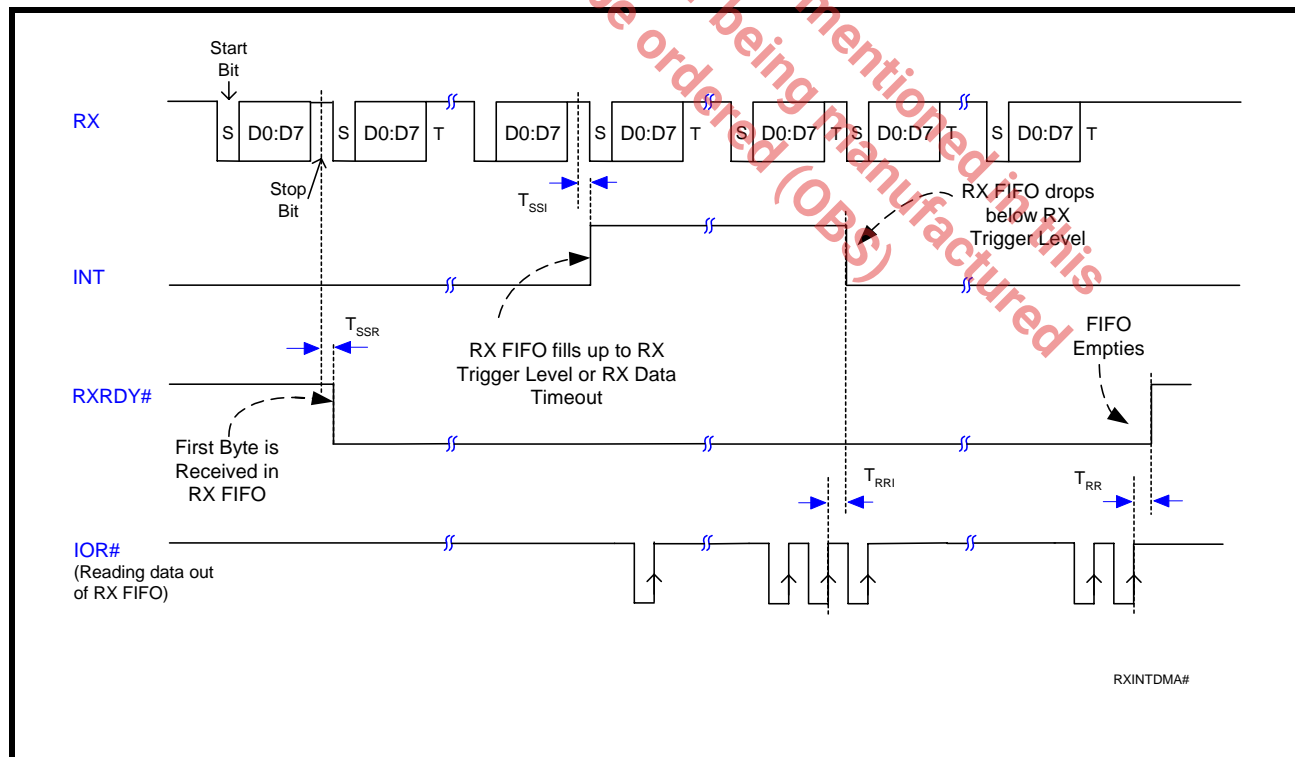 mentioned in this
being manufactured
be ordered (OBS)
Start
Bit
RX
S D0:D7 S D0:D7 T D0:D7 S D0:D7 T S D0:D7 T S D0:D7 T S D0:D7 T
Stop
Bit
TSSI
RX FIFO drops
below RX
Trigger Level
INT
TSSR
RX FIFO fills up to RX
Trigger Level or RX Data
Timeout
FIFO
Empties
RXRDY#
First Byte is
Received in
RX FIFO
TRRI
TRR
IOR#
(Reading data out
of RX FIFO)
RXINTDMA#